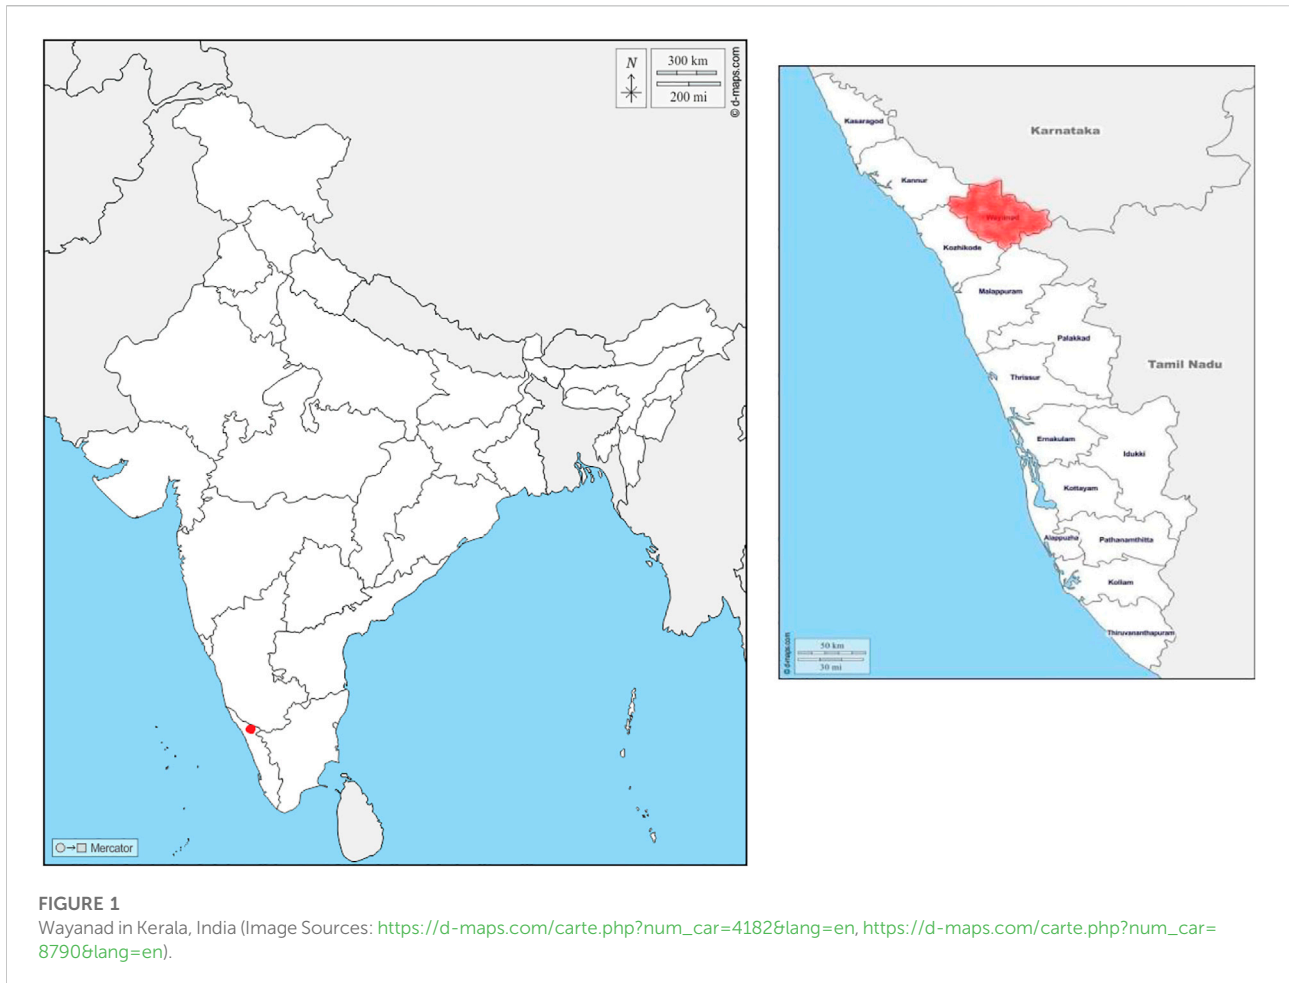 N
300 km
200 mi
© d-maps.com
Mercator
Kasaragod
Karnataka
Kannur
Wayanad
Kozhikode
Malappuram
Palakkad
Tamil Nadu
Thrissur
Ernakulam
Idukki
Kottayam
Alappuzha
Pathanamthitta
Kollam
Thiruvananthapuram
50 km
30 mi
© d-maps.com
FIGURE 1
Wayanad in Kerala, India (Image Sources: https://d-maps.com/carte.php?num_car=4182&lang=en, https://d-maps.com/carte.php?num_car=
8790&lang=en).